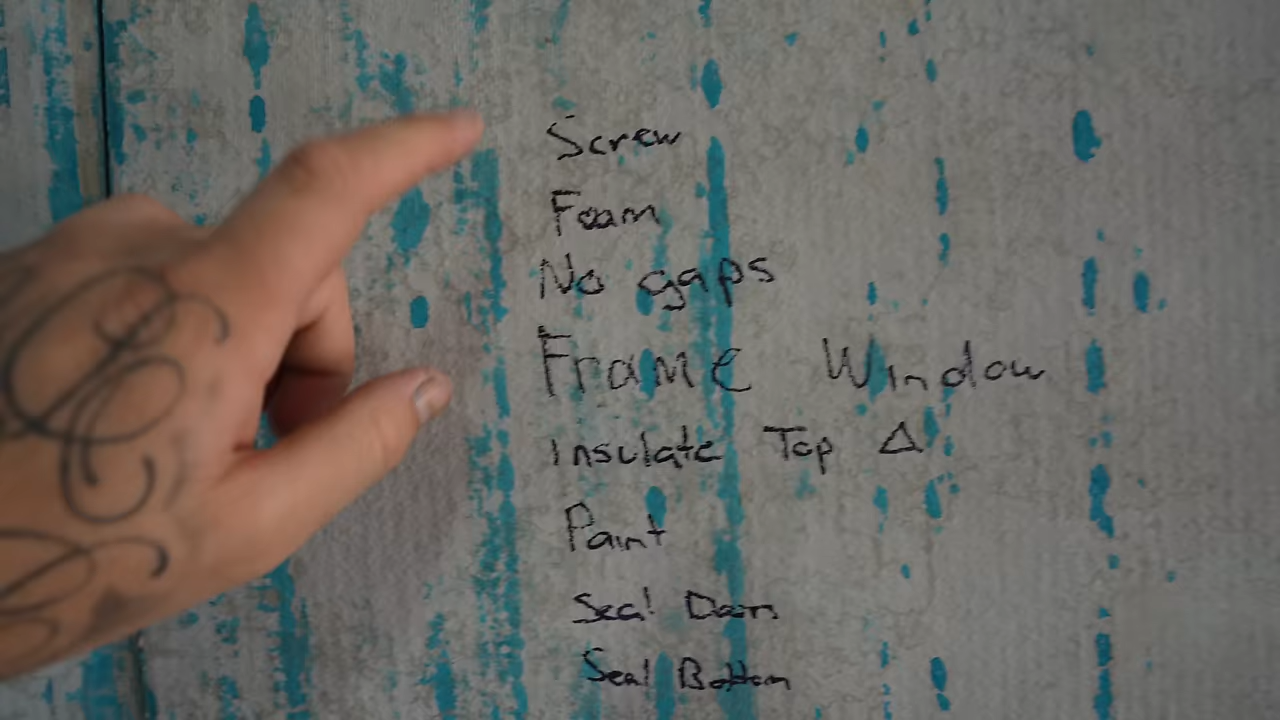 Screw
Foam
No gaps
Frame Window
Insulate Top Δ
Paint
Seal Doors
Seal Bottom